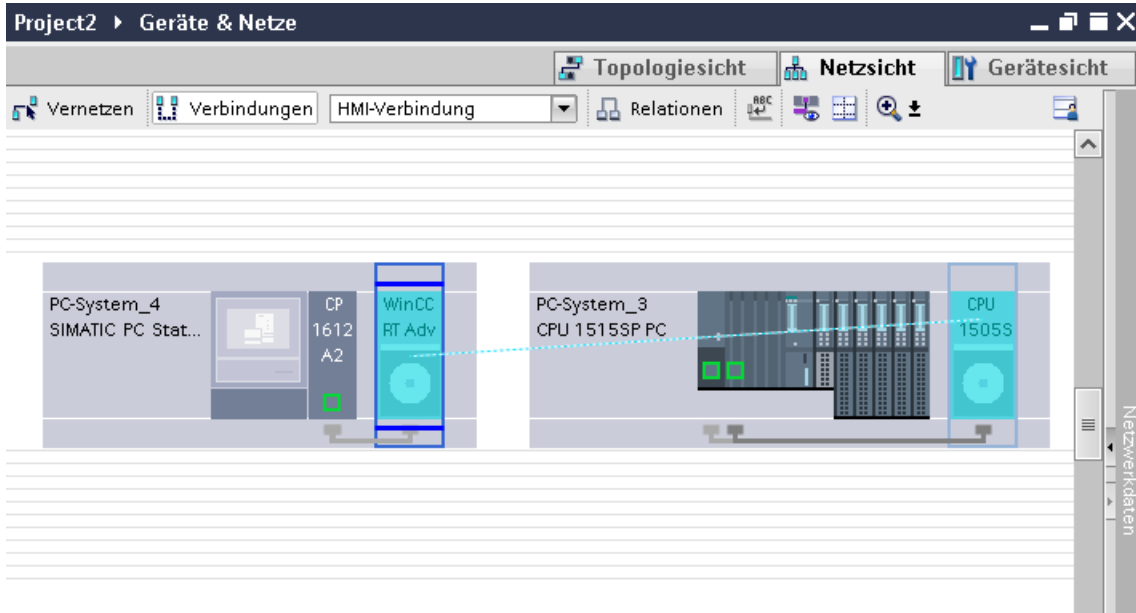 Project2 ▸ Geräte & Netze
Topologiesicht
Netzsicht
Gerätesicht
Vernetzen
Verbindungen
HMI-Verbindung
Relationen
ABC
PC-System_4
SIMATIC PC Stat...
CP
1612
A2
WinCC
RT Adv
PC-System_3
CPU 1515SP PC
CPU
1505S
Netzwerkdaten